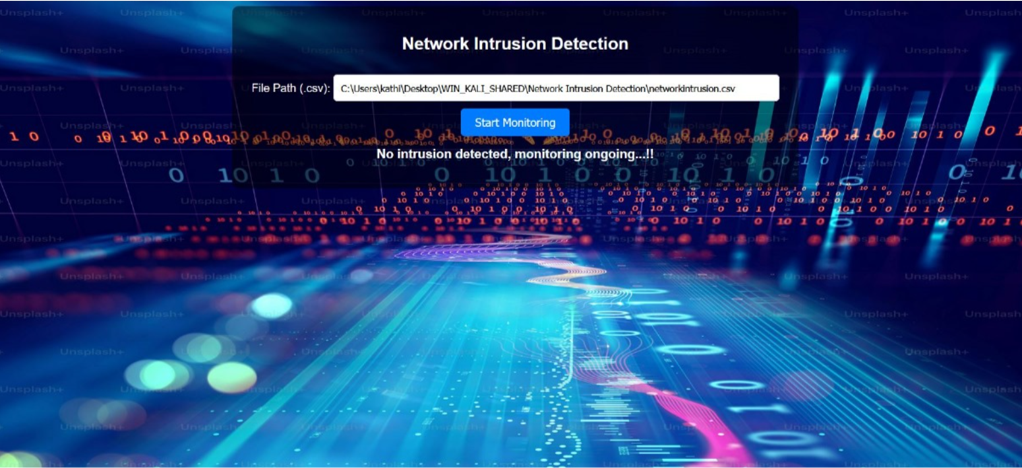 Network Intrusion Detection
File Path (.csv): C:\Users\kathi\Desktop\WIN_KALI_SHARED\Network Intrusion Detection\networkintrusion.csv
Start Monitoring
No intrusion detected, monitoring ongoing...!!
Unsplash+